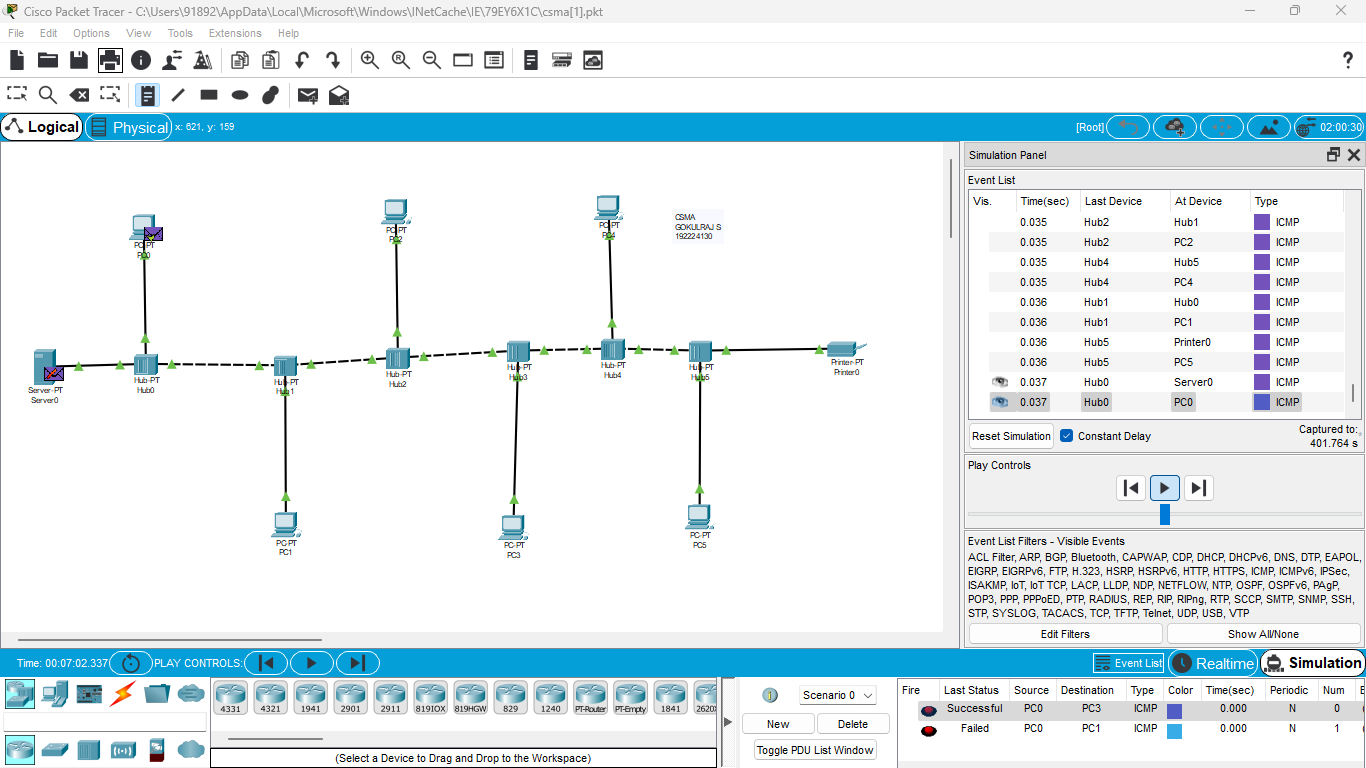 Cisco Packet Tracer - C:\Users\91892\AppData\Local\Microsoft\Windows\INetCache\IE\79EY6X1C\csma[1].pkt
File Edit Options View Tools Extensions Help
Logical Physical x: 621, y: 159 [Root] 02:00:30
PC-PT
PC0
PC-PT
PC2
PC-PT
PC4
CSMA
GOKULRAJ S
192224130
Server-PT
Server0
Hub-PT
Hub0
Hub-PT
Hub1
Hub-PT
Hub2
Hub-PT
Hub3
Hub-PT
Hub4
Hub-PT
Hub5
Printer-PT
Printer0
PC-PT
PC1
PC-PT
PC3
PC-PT
PC5
Simulation Panel
Event List
Vis. Time(sec) Last Device At Device Type
0.035 Hub2 Hub1 ICMP
0.035 Hub2 PC2 ICMP
0.035 Hub4 Hub5 ICMP
0.035 Hub4 PC4 ICMP
0.036 Hub1 Hub0 ICMP
0.036 Hub1 PC1 ICMP
0.036 Hub5 Printer0 ICMP
0.036 Hub5 PC5 ICMP
0.037 Hub0 Server0 ICMP
0.037 Hub0 PC0 ICMP
Reset Simulation Constant Delay Captured to:
401.764 s
Play Controls
Event List Filters - Visible Events
ACL Filter, ARP, BGP, Bluetooth, CAPWAP, CDP, DHCP, DHCPv6, DNS, DTP, EAPOL,
EIGRP, EIGRPv6, FTP, H.323, HSRP, HSRPv6, HTTP, HTTPS, ICMP, ICMPv6, IPSec,
ISAKMP, IoT, IoT TCP, LACP, LLDP, NDP, NETFLOW, NTP, OSPF, OSPFv6, PAgP,
POP3, PPP, PPPoED, PTP, RADIUS, REP, RIP, RIPng, RTP, SCCP, SMTP, SNMP, SSH,
STP, SYSLOG, TACACS, TCP, TFTP, Telnet, UDP, USB, VTP
Edit Filters Show All/None
Time: 00:07:02.337 PLAY CONTROLS: Event List Realtime Simulation
4331 4321 1941 2901 2911 819IOX 819HGW 829 1240 PT-Router PT-Empty 1841 2620X
(Select a Device to Drag and Drop to the Workspace)
Scenario 0
New Delete
Toggle PDU List Window
Fire Last Status Source Destination Type Color Time(sec) Periodic Num E
Successful PC0 PC3 ICMP 0.000 N 0
Failed PC0 PC1 ICMP 0.000 N 1